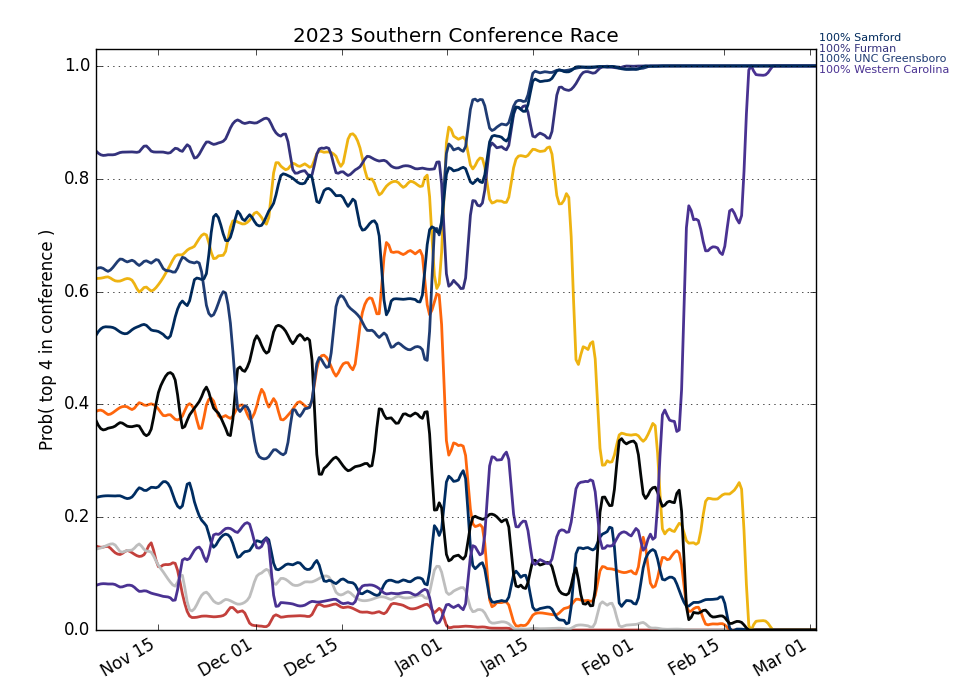 2023 Southern Conference Race
100% Samford
100% Furman
100% UNC Greensboro
100% Western Carolina
Prob( top 4 in conference )
1.0
0.8
0.6
0.4
0.2
0.0
Nov 15
Dec 01
Dec 15
Jan 01
Jan 15
Feb 01
Feb 15
Mar 01